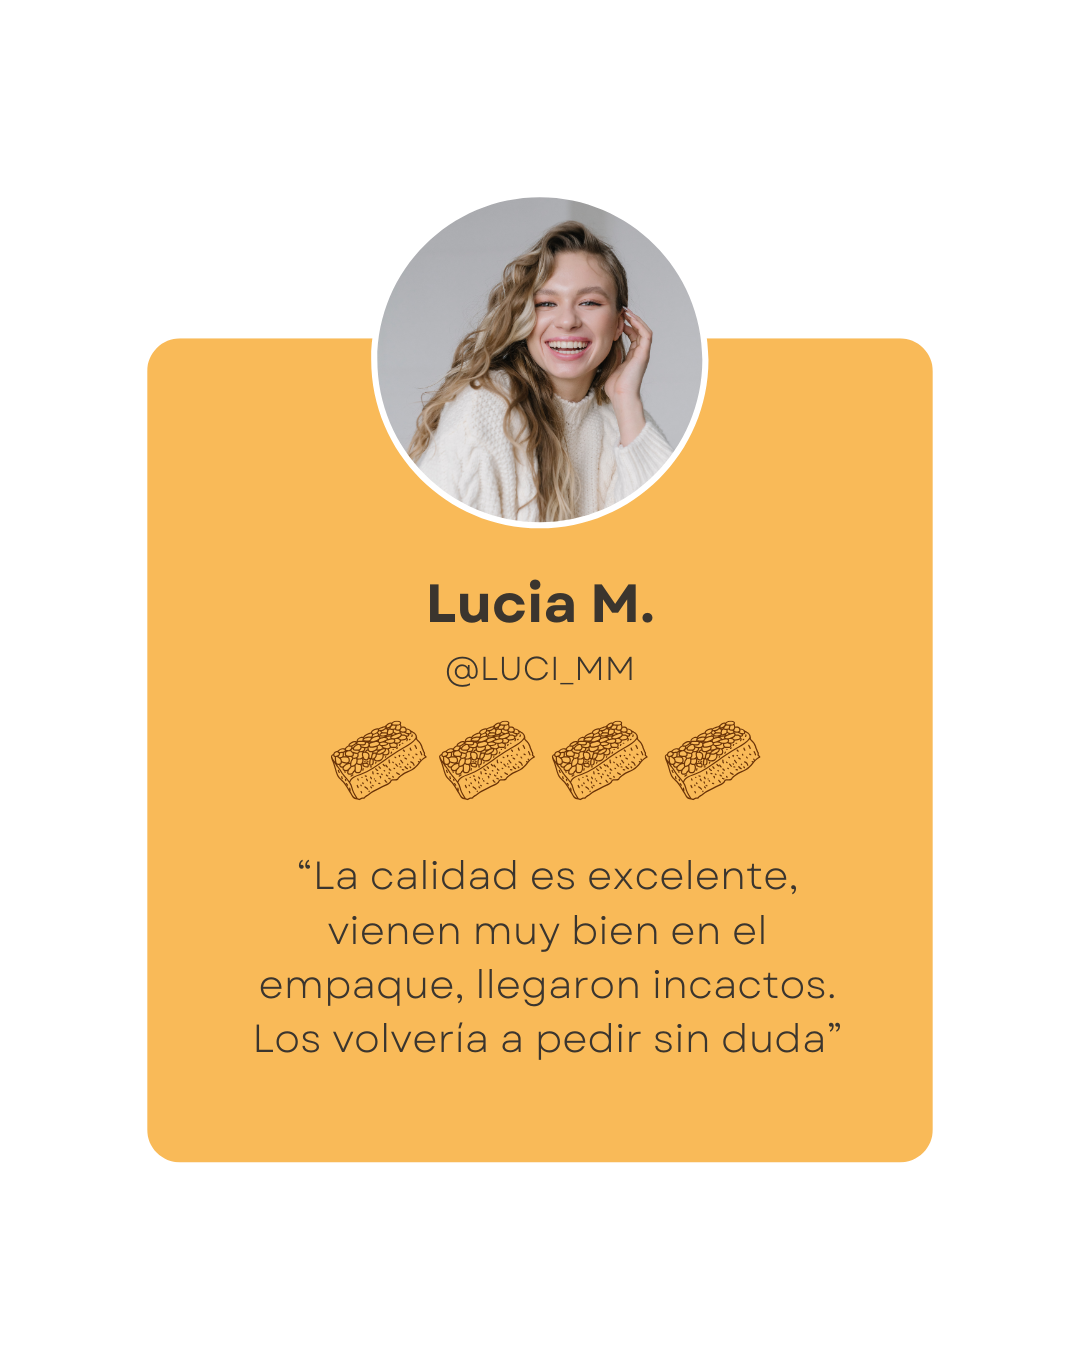 Lucia M.
@LUCI_MM
“La calidad es excelente,
vienen muy bien en el
empaque, llegaron incactos.
Los volvería a pedir sin duda”